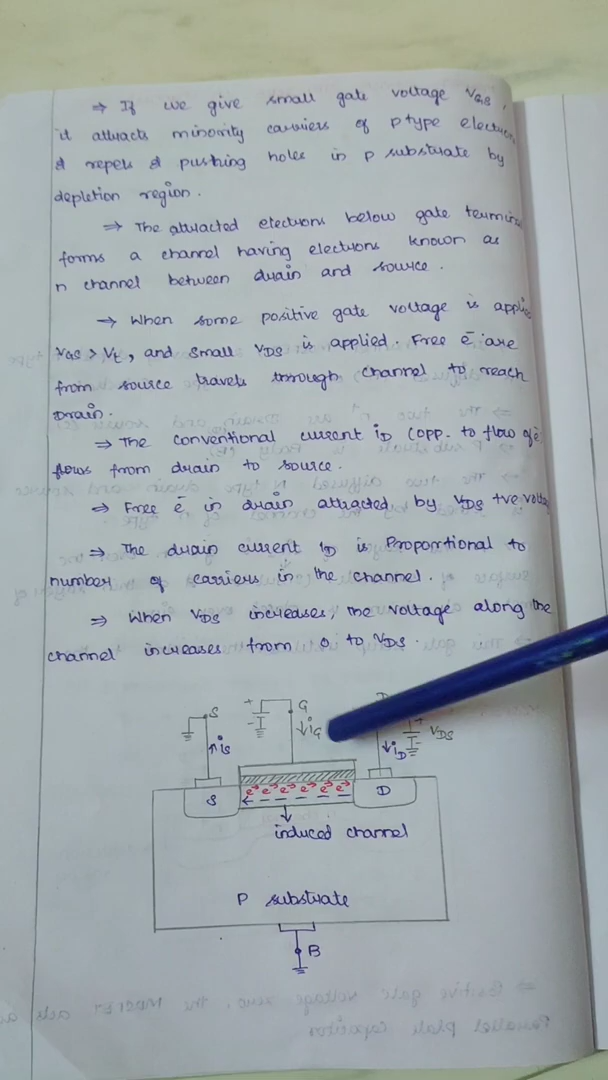 ⇒ If we give small gate voltage VGS,
it attracts minority carriers of p type electron
& repels & pushing holes in p substrate by
depletion region.
⇒ The attracted electrons below gate termina
forms a channel having electrons known as
n channel between drain and source.
→ When some positive gate voltage is applie
VGS > Vt, and small VDS is applied. Free e̅ are
from source travels through channel to reach
Drain.
⇒ The conventional current iD (opp. to flow of e̅
flows from drain to source.
⇒ Free e̅ in drain attracted by VDS +ve volt
⇒ The drain current ID is Proportional to
number of carriers in the channel.
⇒ When VDS increases, the voltage along the
channel increases from 0 to VDS.
S + - G
↑ is ↓ iG ↓ iD + - VDS
S e̅ e̅ e̅ e̅ e̅ e̅ D
induced channel
P substrate
B